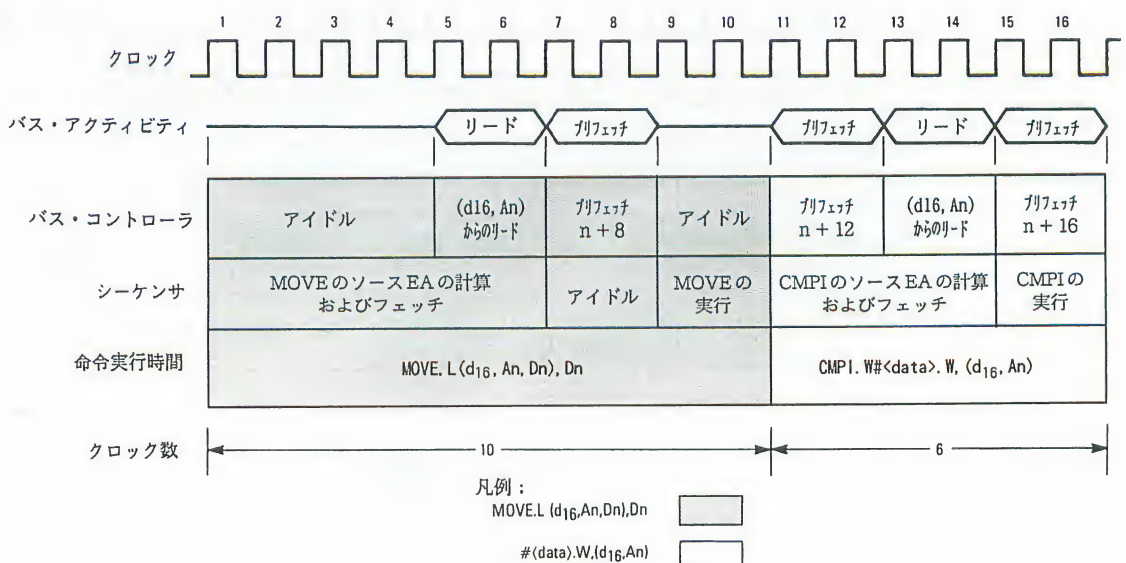 1 2 3 4 5 6 7 8 9 10 11 12 13 14 15 16
クロック
バス・アクティビティ
リード
プリフェッチ
プリフェッチ
リード
プリフェッチ
バス・コントローラ
アイドル
(d16, An)
からのリード
プリフェッチ
n + 8
アイドル
プリフェッチ
n + 12
(d16, An)
からのリード
プリフェッチ
n + 16
シーケンサ
MOVEのソースEAの計算
およびフェッチ
アイドル
MOVEの
実行
CMPIのソースEAの計算
およびフェッチ
CMPIの
実行
命令実行時間
MOVE.L(d16, An, Dn), Dn
CMPI.W#<data>.W, (d16, An)
クロック数
10
6
凡例：
MOVE.L (d16,An,Dn),Dn
#<data>.W,(d16,An)